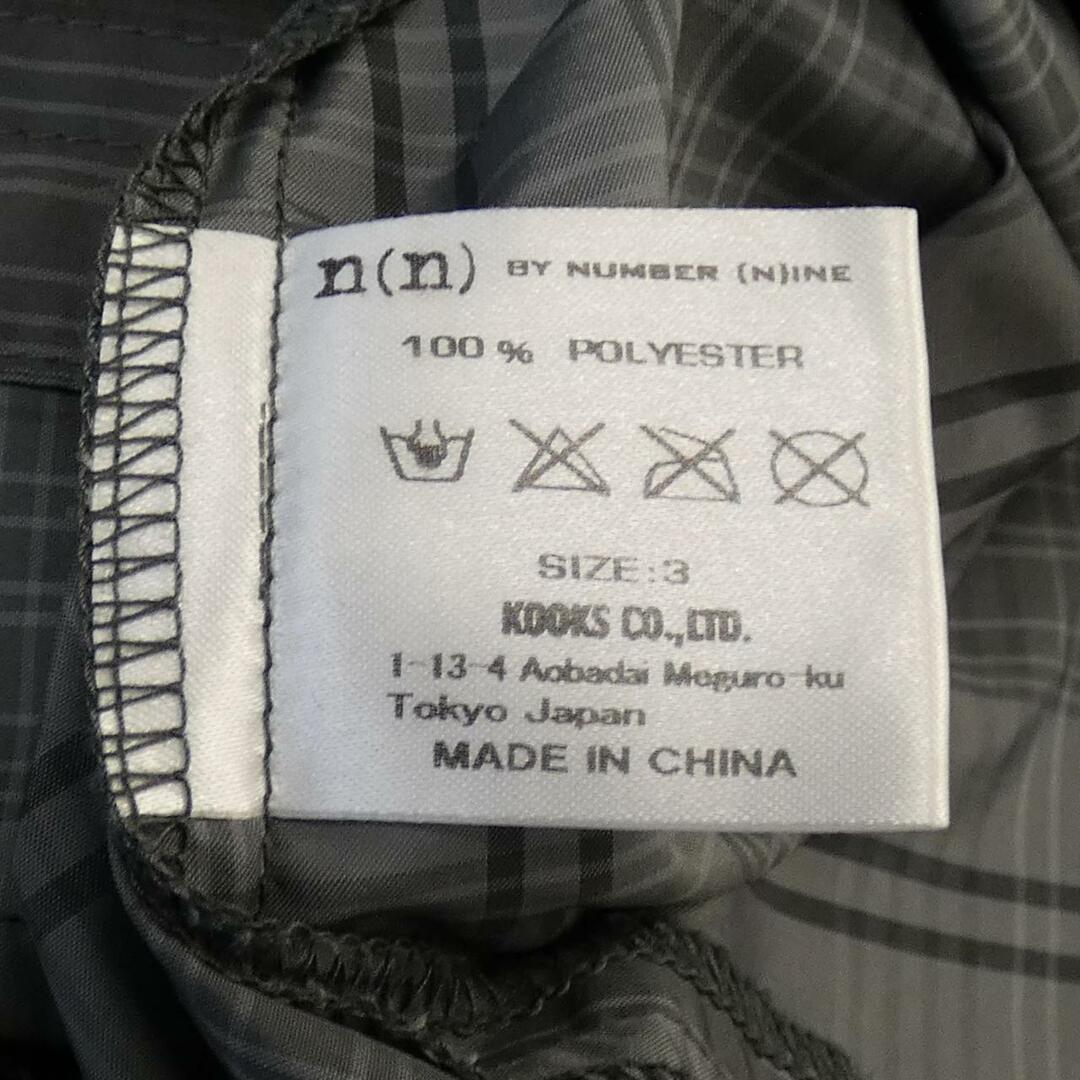 n(n) BY NUMBER (N)INE
100 % POLYESTER
SIZE:3
KOOKS CO.,LTD.
1-13-4 Aobadai Meguro-ku
Tokyo Japan
MADE IN CHINA